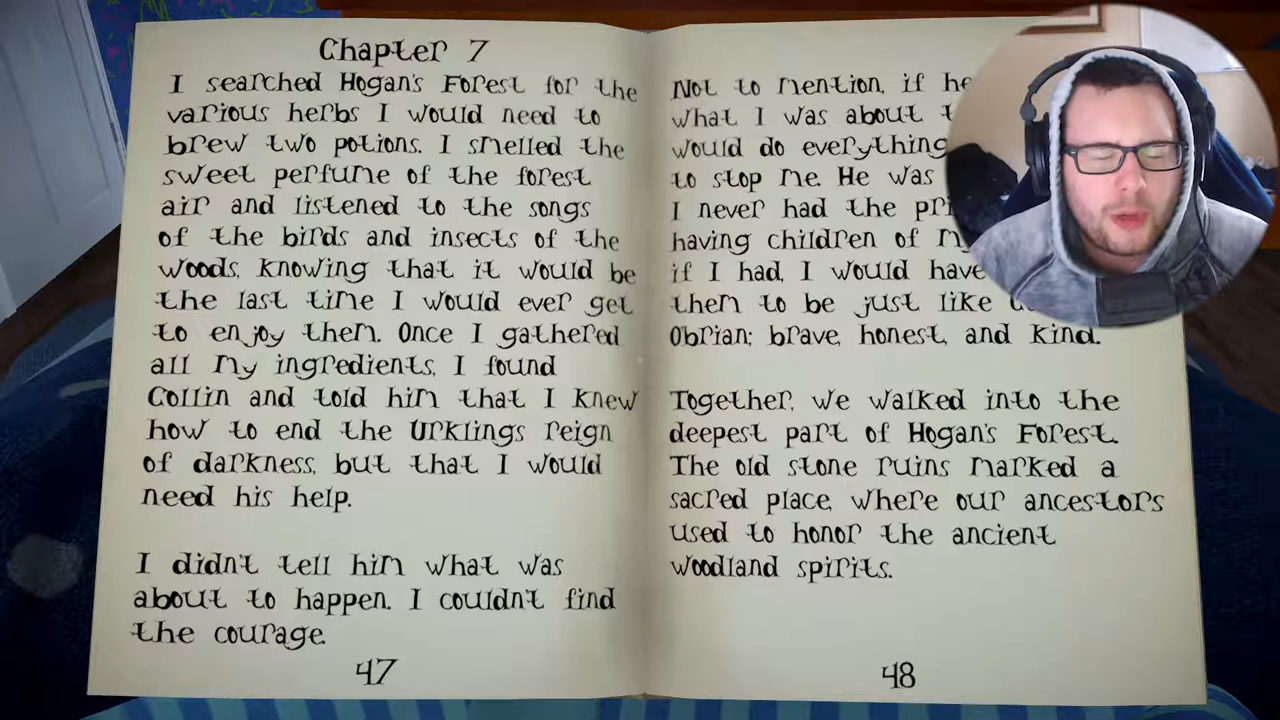 Chapter 7
I searched Hogan's Forest for the
various herbs I would need to
brew two potions. I smelled the
sweet perfume of the forest
air and listened to the songs
of the birds and insects of the
woods, knowing that it would be
the last time I would ever get
to enjoy them. Once I gathered
all my ingredients, I found
Collin and told him that I knew
how to end the Urklings reign
of darkness, but that I would
need his help.
I didn't tell him what was
about to happen. I couldn't find
the courage.
47
Not to mention, if he
what I was about
would do everything
to stop me. He was
I never had the
having children of
if I had, I would have
them to be just like
Obrian; brave, honest, and kind.
Together, we walked into the
deepest part of Hogan's Forest.
The old stone ruins marked a
sacred place, where our ancestors
used to honor the ancient
woodland spirits.
48